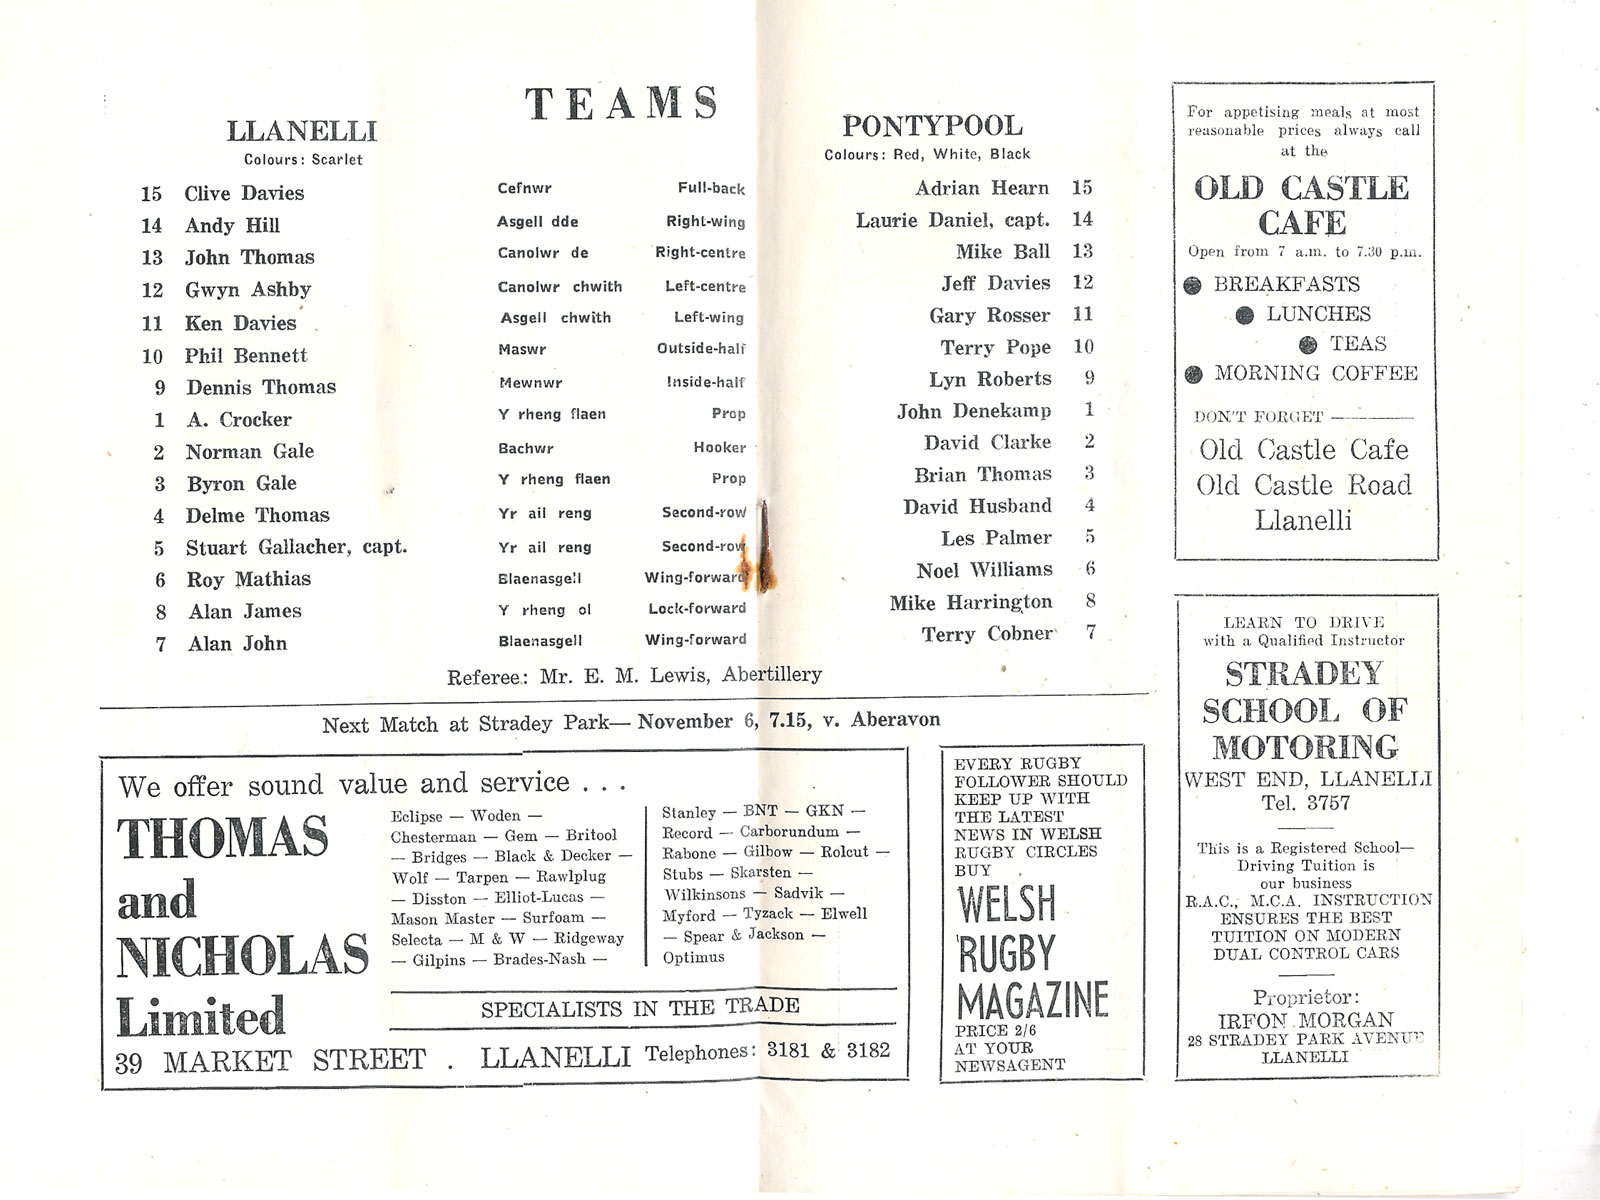 TEAMS
LLANELLI
Colours: Scarlet
PONTYPOOL
Colours: Red, White, Black
15 Clive Davies Cefnwr Full-back Adrian Hearn 15
14 Andy Hill Asgell dde Right-wing Laurie Daniel, capt. 14
13 John Thomas Canolwr de Right-centre Mike Ball 13
12 Gwyn Ashby Canolwr chwith Left-centre Jeff Davies 12
11 Ken Davies Asgell chwith Left-wing Gary Rosser 11
10 Phil Bennett Maswr Outside-half Terry Pope 10
9 Dennis Thomas Mewnwr Inside-half Lyn Roberts 9
1 A. Crocker Y rheng flaen Prop John Denekamp 1
2 Norman Gale Bachwr Hooker David Clarke 2
3 Byron Gale Y rheng flaen Prop Brian Thomas 3
4 Delme Thomas Yr ail reng Second-row David Husband 4
5 Stuart Gallacher, capt. Yr ail reng Second-row Les Palmer 5
6 Roy Mathias Blaenasgell Wing-forward Noel Williams 6
8 Alan James Y rheng ol Lock-forward Mike Harrington 8
7 Alan John Blaenasgell Wing-forward Terry Cobner 7
Referee: Mr. E. M. Lewis, Abertillery
Next Match at Stradey Park— November 6, 7.15, v. Aberavon
We offer sound value and service . . .
THOMAS
and
NICHOLAS
Limited
Eclipse — Woden —
Chesterman — Gem — Britool
— Bridges — Black & Decker —
Wolf — Tarpen — Rawlplug
— Disston — Elliot-Lucas —
Mason Master — Surfoam —
Selecta — M & W — Ridgeway
— Gilpins — Brades-Nash —
Stanley — BNT — GKN —
Record — Carborundum —
Rabone — Gilbow — Rolcut —
Stubs — Skarsten —
Wilkinsons — Sadvik —
Myford — Tyzack — Elwell
— Spear & Jackson —
Optimus
SPECIALISTS IN THE TRADE
39 MARKET STREET . LLANELLI Telephones: 3181 & 3182
EVERY RUGBY
FOLLOWER SHOULD
KEEP UP WITH
THE LATEST
NEWS IN WELSH
RUGBY CIRCLES
BUY
WELSH
RUGBY
MAGAZINE
PRICE 2/6
AT YOUR
NEWSAGENT
For appetising meals at most
reasonable prices always call
at the
OLD CASTLE
CAFE
Open from 7 a.m. to 7.30 p.m.
● BREAKFASTS
● LUNCHES
● TEAS
● MORNING COFFEE
DON'T FORGET ———
Old Castle Cafe
Old Castle Road
Llanelli
LEARN TO DRIVE
with a Qualified Instructor
STRADEY
SCHOOL OF
MOTORING
WEST END, LLANELLI
Tel. 3757
This is a Registered School—
Driving Tuition is
our business
R.A.C., M.C.A. INSTRUCTION
ENSURES THE BEST
TUITION ON MODERN
DUAL CONTROL CARS
Proprietor:
IRFON MORGAN
28 STRADEY PARK AVENUE
LLANELLI